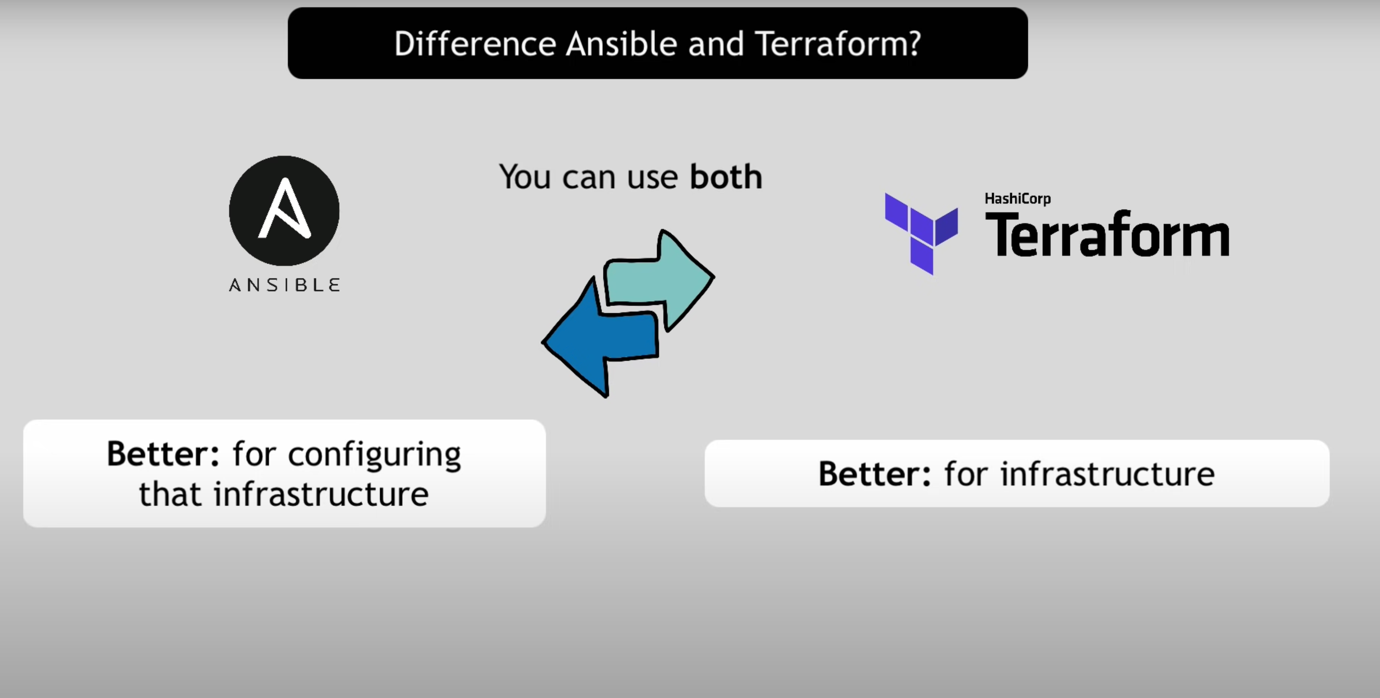 Difference Ansible and Terraform?
You can use both
ANSIBLE
HashiCorp
Terraform
Better: for configuring
that infrastructure
Better: for infrastructure